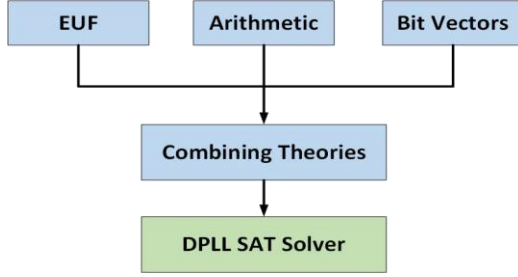 EUF
Arithmetic
Bit Vectors
Combining Theories
DPLL SAT Solver